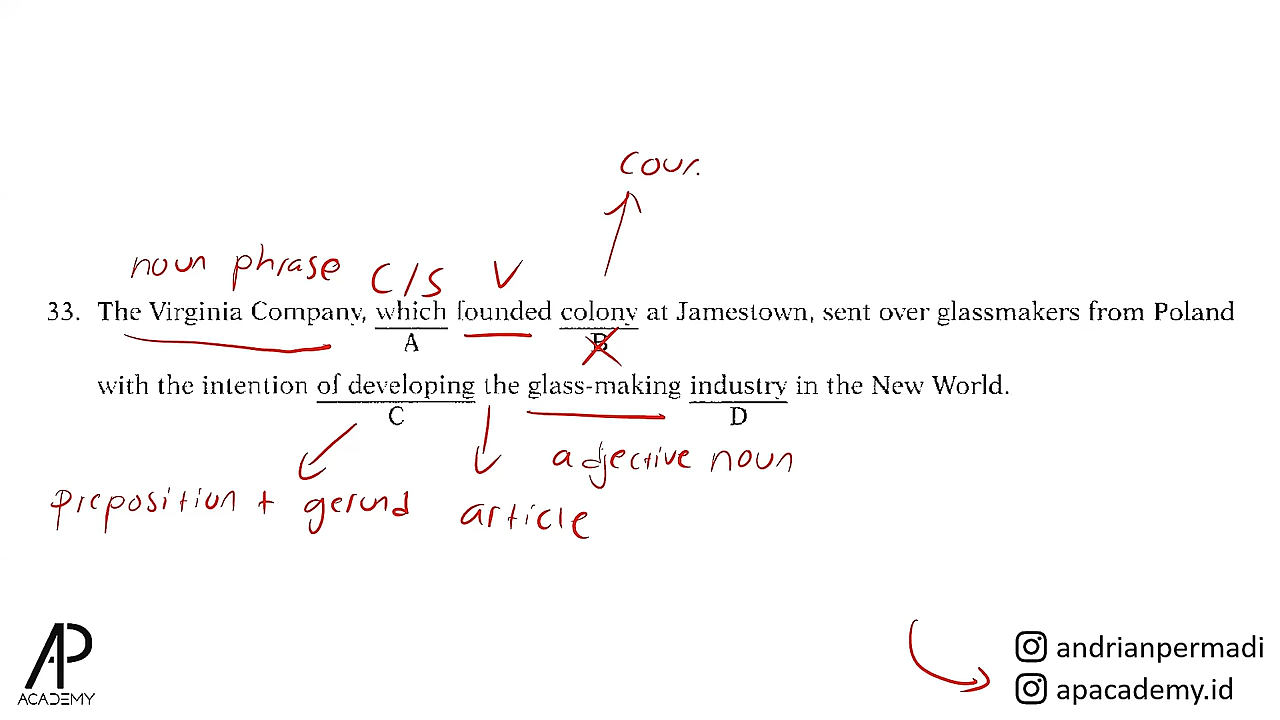 cour.
noun phrase C/S V
33. The Virginia Company, which founded colony at Jamestown, sent over glassmakers from Poland
A B
with the intention of developing the glass-making industry in the New World.
C D
adjective noun
preposition + gerund article
AP
ACADEMY
andrianpermadi
apacademy.id